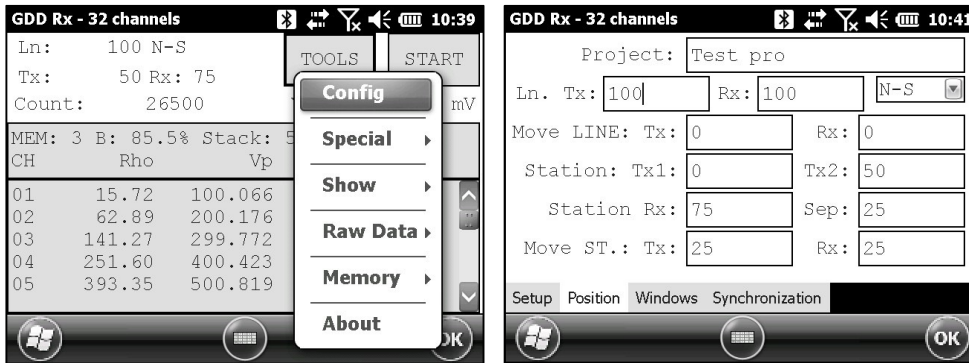 GDD Rx - 32 channels 10:39
Ln: 100 N-S TOOLS START
Tx: 50 Rx: 75
Count: 26500 mV
MEM: 3 B: 85.5% Stack:
CH Rho Vp
01 15.72 100.066
02 62.89 200.176
03 141.27 299.772
04 251.60 400.423
05 393.35 500.819
Config
Special
Show
Raw Data
Memory
About
OK
GDD Rx - 32 channels 10:41
Project: Test pro
Ln. Tx: 100 Rx: 100 N-S
Move LINE: Tx: 0 Rx: 0
Station: Tx1: 0 Tx2: 50
Station Rx: 75 Sep: 25
Move ST.: Tx: 25 Rx: 25
Setup Position Windows Synchronization
OK